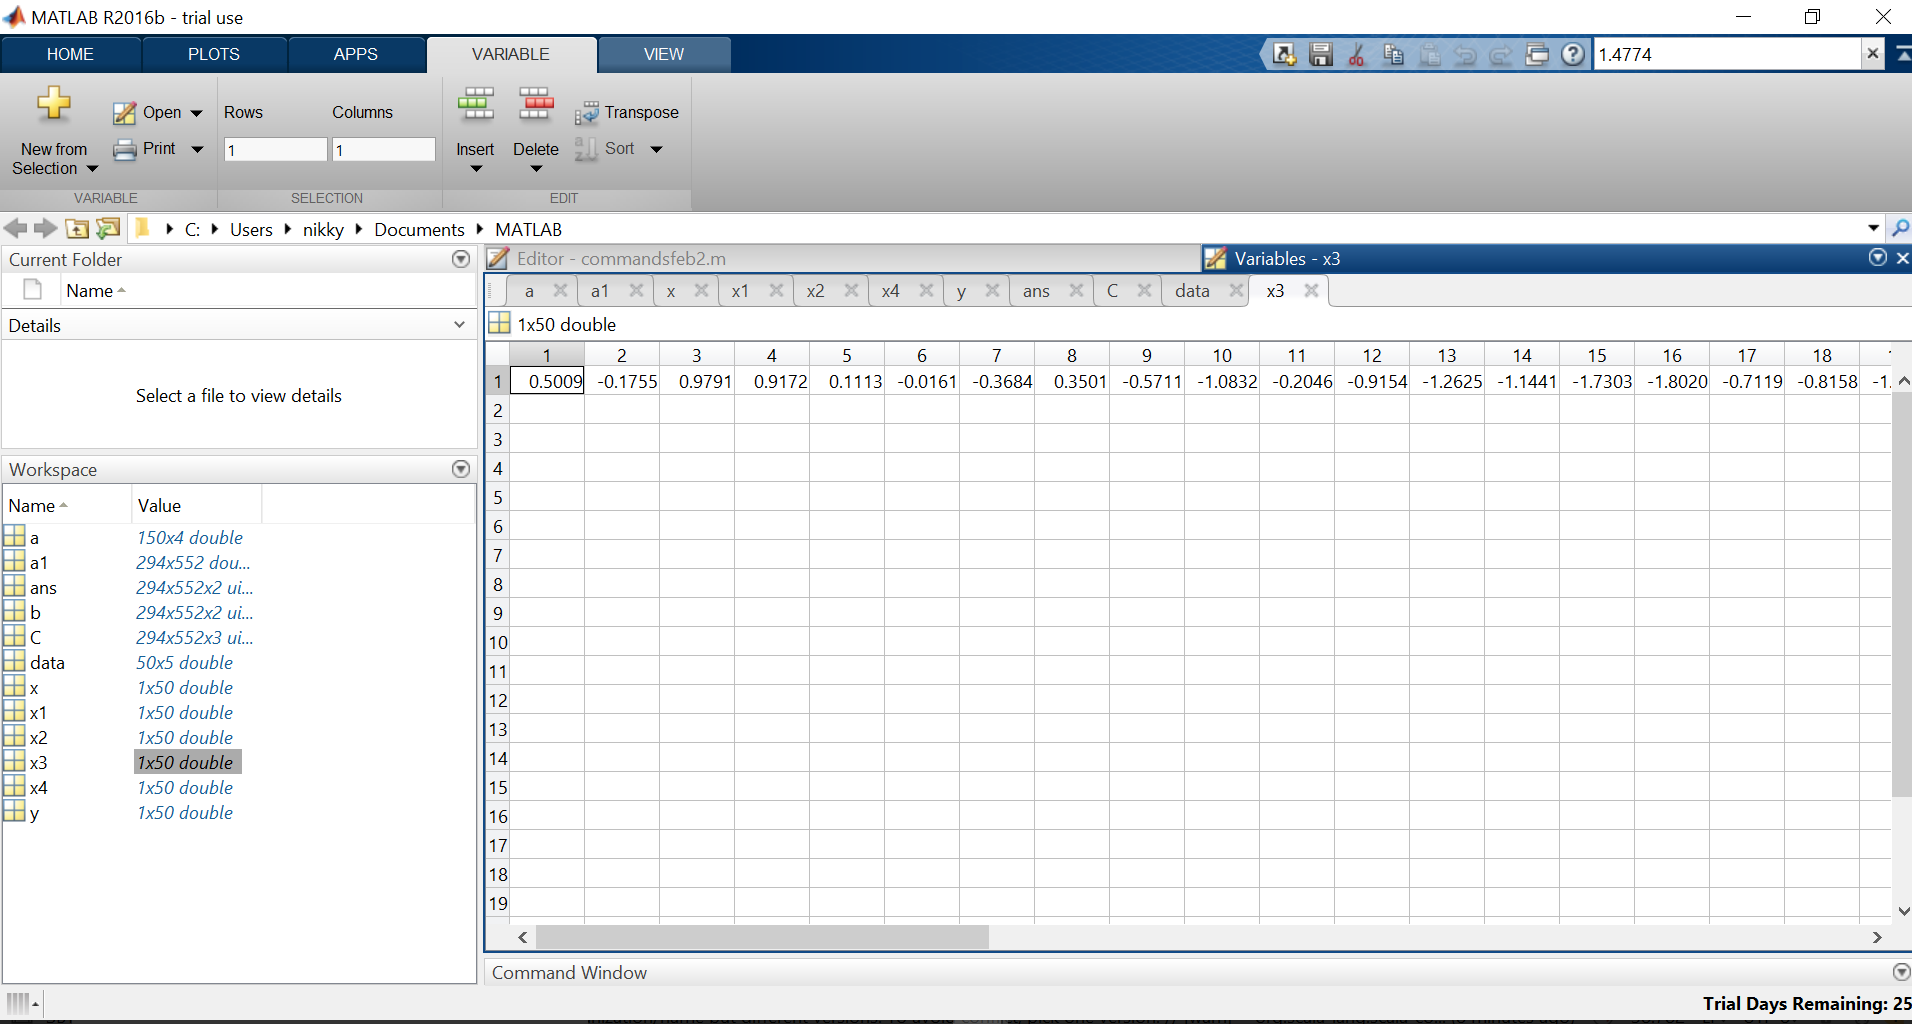 MATLAB R2016b - trial use
HOME PLOTS APPS VARIABLE VIEW 1.4774
New from Selection Open Print Rows Columns 1 1 Insert Delete Transpose Sort
VARIABLE SELECTION EDIT
C: Users nikky Documents MATLAB
Current Folder
Name
Details
Select a file to view details
Workspace
Name Value
a 150x4 double
a1 294x552 dou...
ans 294x552x2 ui...
b 294x552x2 ui...
C 294x552x3 ui...
data 50x5 double
x 1x50 double
x1 1x50 double
x2 1x50 double
x3 1x50 double
x4 1x50 double
y 1x50 double
Editor - commandsfeb2.m Variables - x3
a a1 x x1 x2 x4 y ans C data x3
1x50 double
1 2 3 4 5 6 7 8 9 10 11 12 13 14 15 16 17 18
1 0.5009 -0.1755 0.9791 0.9172 0.1113 -0.0161 -0.3684 0.3501 -0.5711 -1.0832 -0.2046 -0.9154 -1.2625 -1.1441 -1.7303 -1.8020 -0.7119 -0.8158 -1.
2
3
4
5
6
7
8
9
10
11
12
13
14
15
16
17
18
19
Command Window
Trial Days Remaining: 25